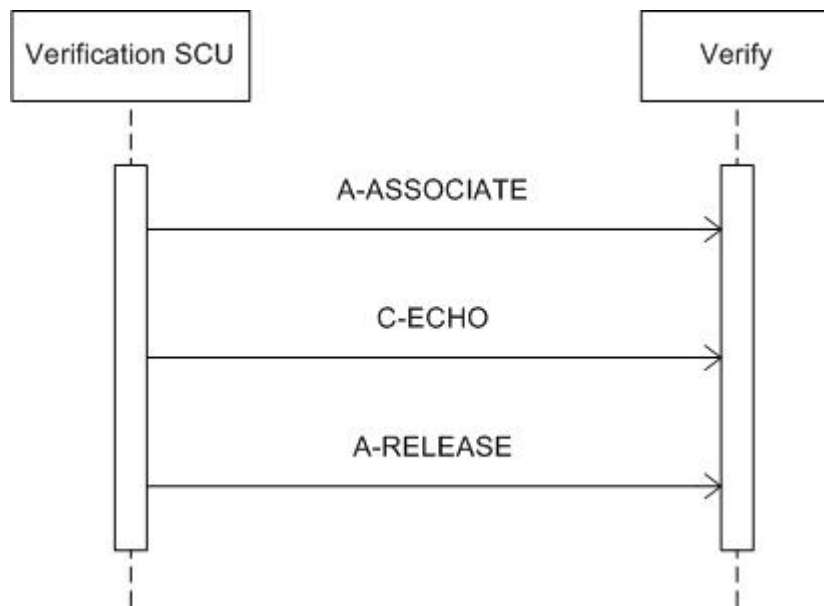 Verification SCU
Verify
A-ASSOCIATE
C-ECHO
A-RELEASE